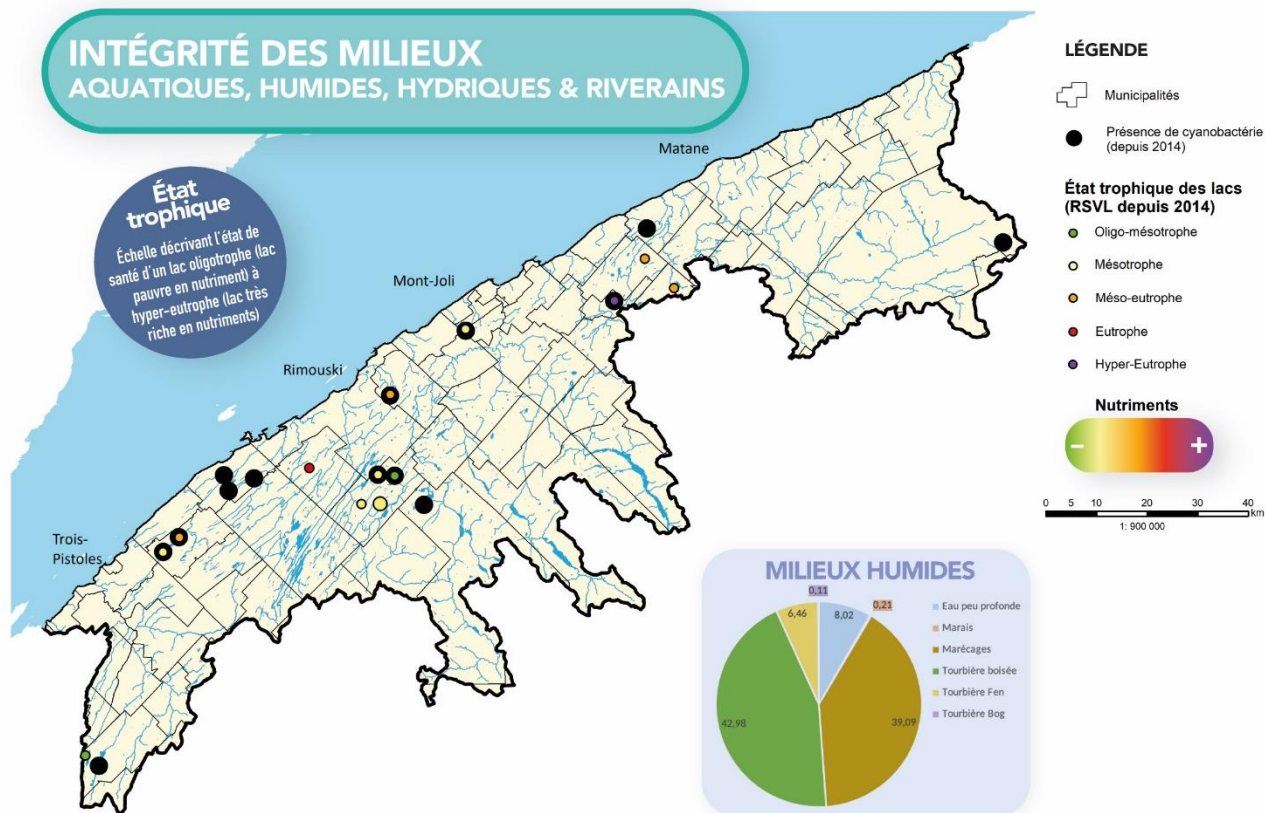 INTÉGRITÉ DES MILIEUX
AQUATIQUES, HUMIDES, HYDRIQUES & RIVERAINS
État
trophique
Échelle décrivant l'état de
santé d'un lac oligotrophe (lac
pauvre en nutriment) à
hyper-eutrophe (lac très
riche en nutriments)
Matane
Mont-Joli
Rimouski
Trois-
Pistoles
LÉGENDE
Municipalités
Présence de cyanobactérie
(depuis 2014)
État trophique des lacs
(RSVL depuis 2014)
Oligo-mésotrophe
Mésotrophe
Méso-eutrophe
Eutrophe
Hyper-Eutrophe
Nutriments
- +
0 5 10 20 30 40
km
1: 900 000
MILIEUX HUMIDES
0,11
6,46
8,02
0,21
42,98
39,09
Eau peu profonde
Marais
Marécages
Tourbière boisée
Tourbière Fen
Tourbière Bog